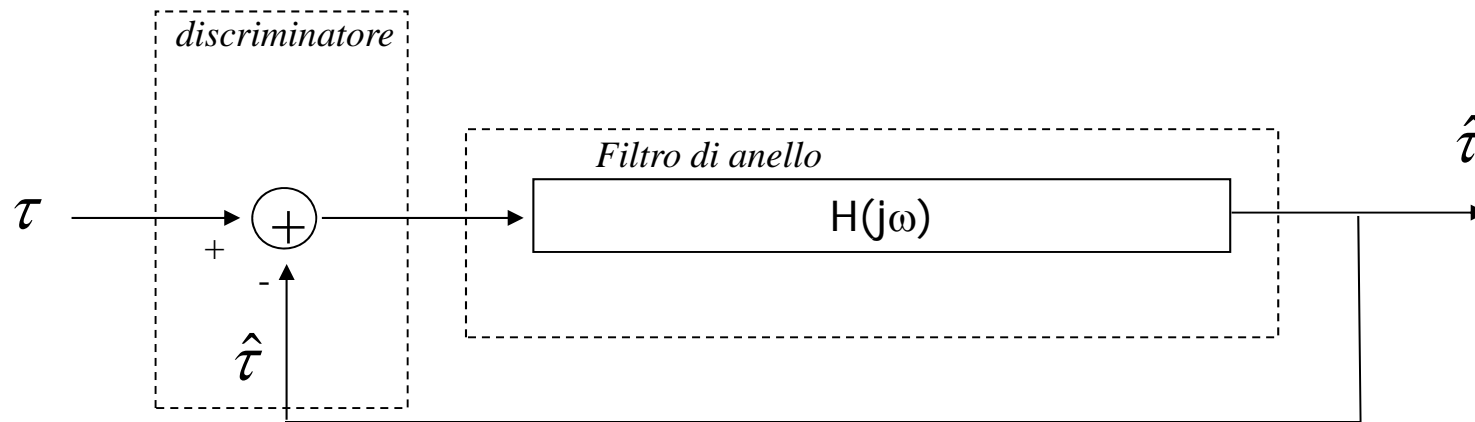 discriminatore
Filtro di anello
τ̂
τ
+
+
H(jω)
-
τ̂